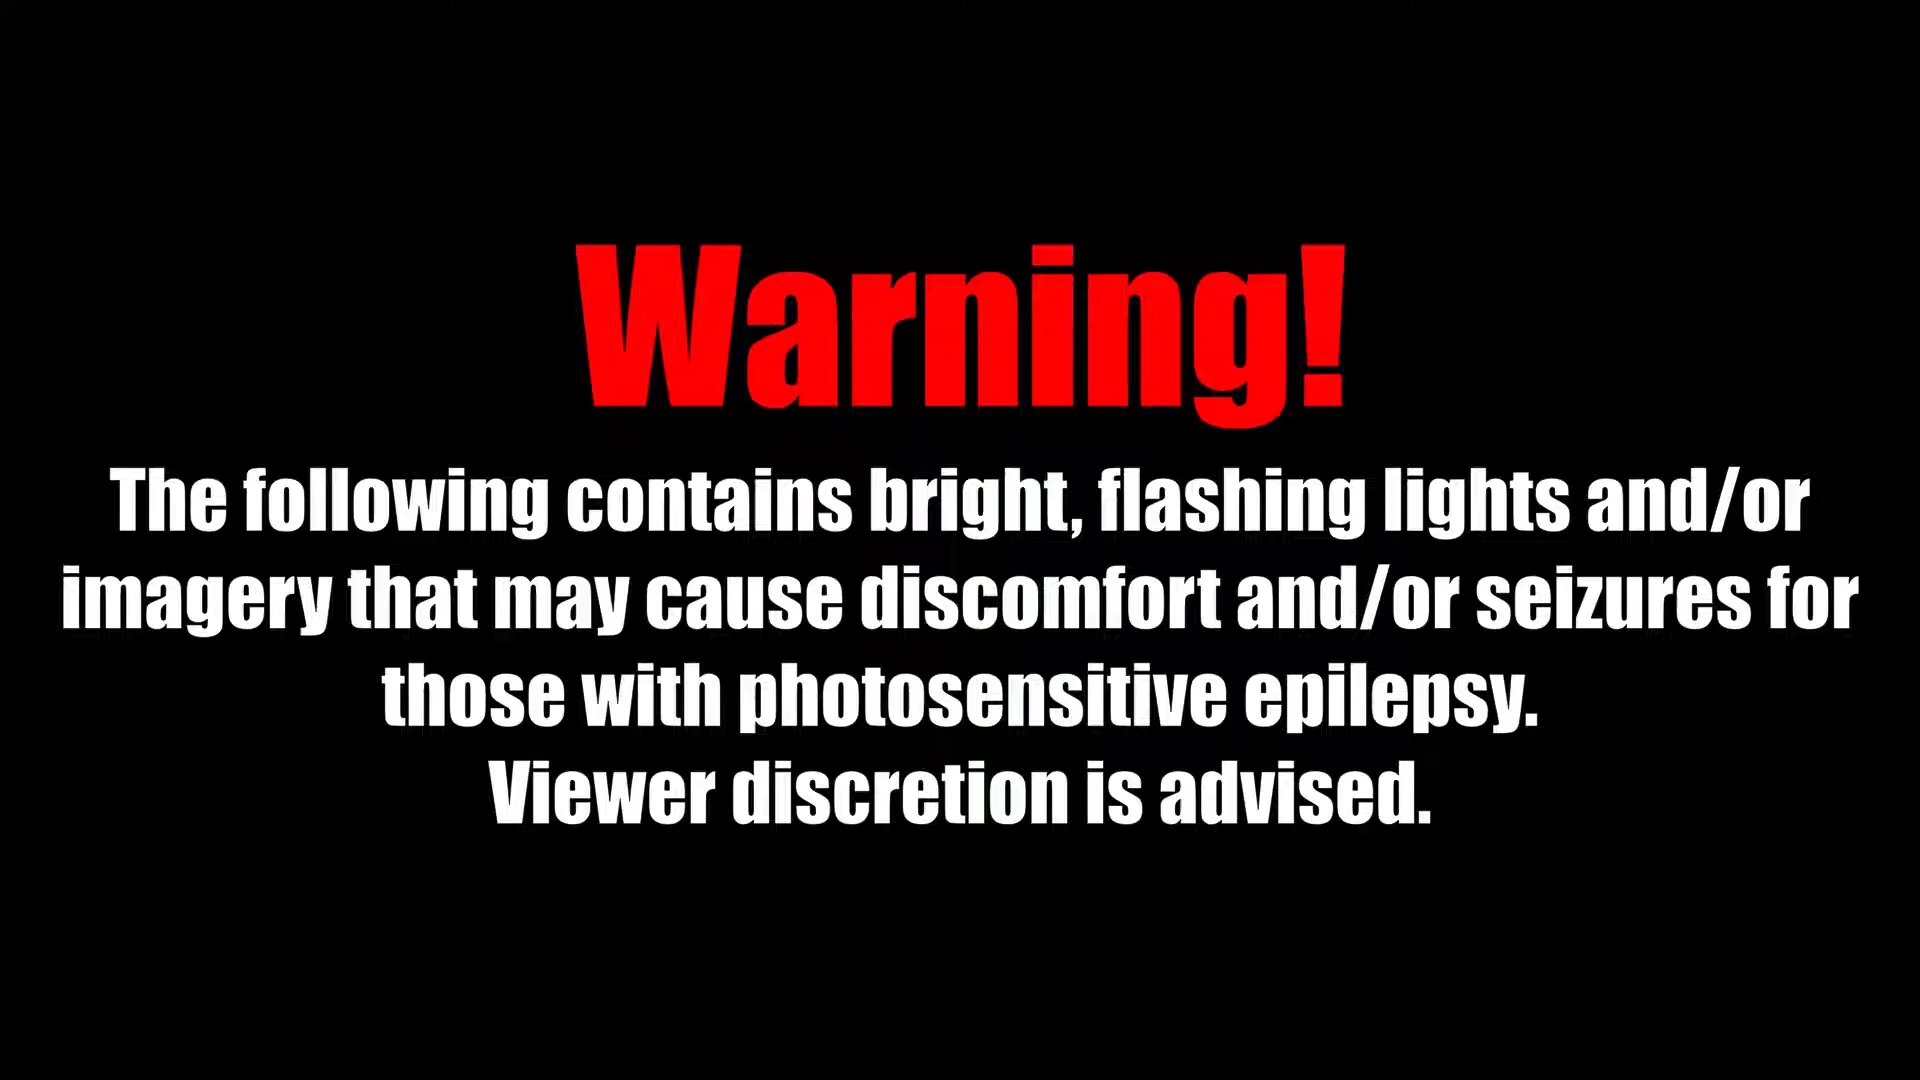 Warning!
The following contains bright, flashing lights and/or
imagery that may cause discomfort and/or seizures for
those with photosensitive epilepsy.
Viewer discretion is advised.